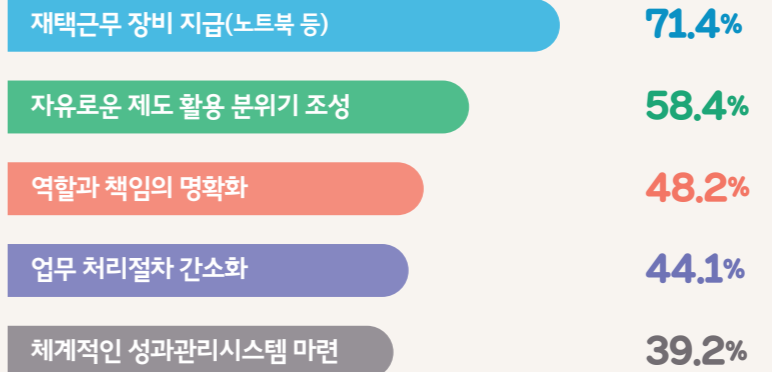 재택근무 장비 지급(노트북 등) 71.4%
자유로운 제도 활용 분위기 조성 58.4%
역할과 책임의 명확화 48.2%
업무 처리절차 간소화 44.1%
체계적인 성과관리시스템 마련 39.2%